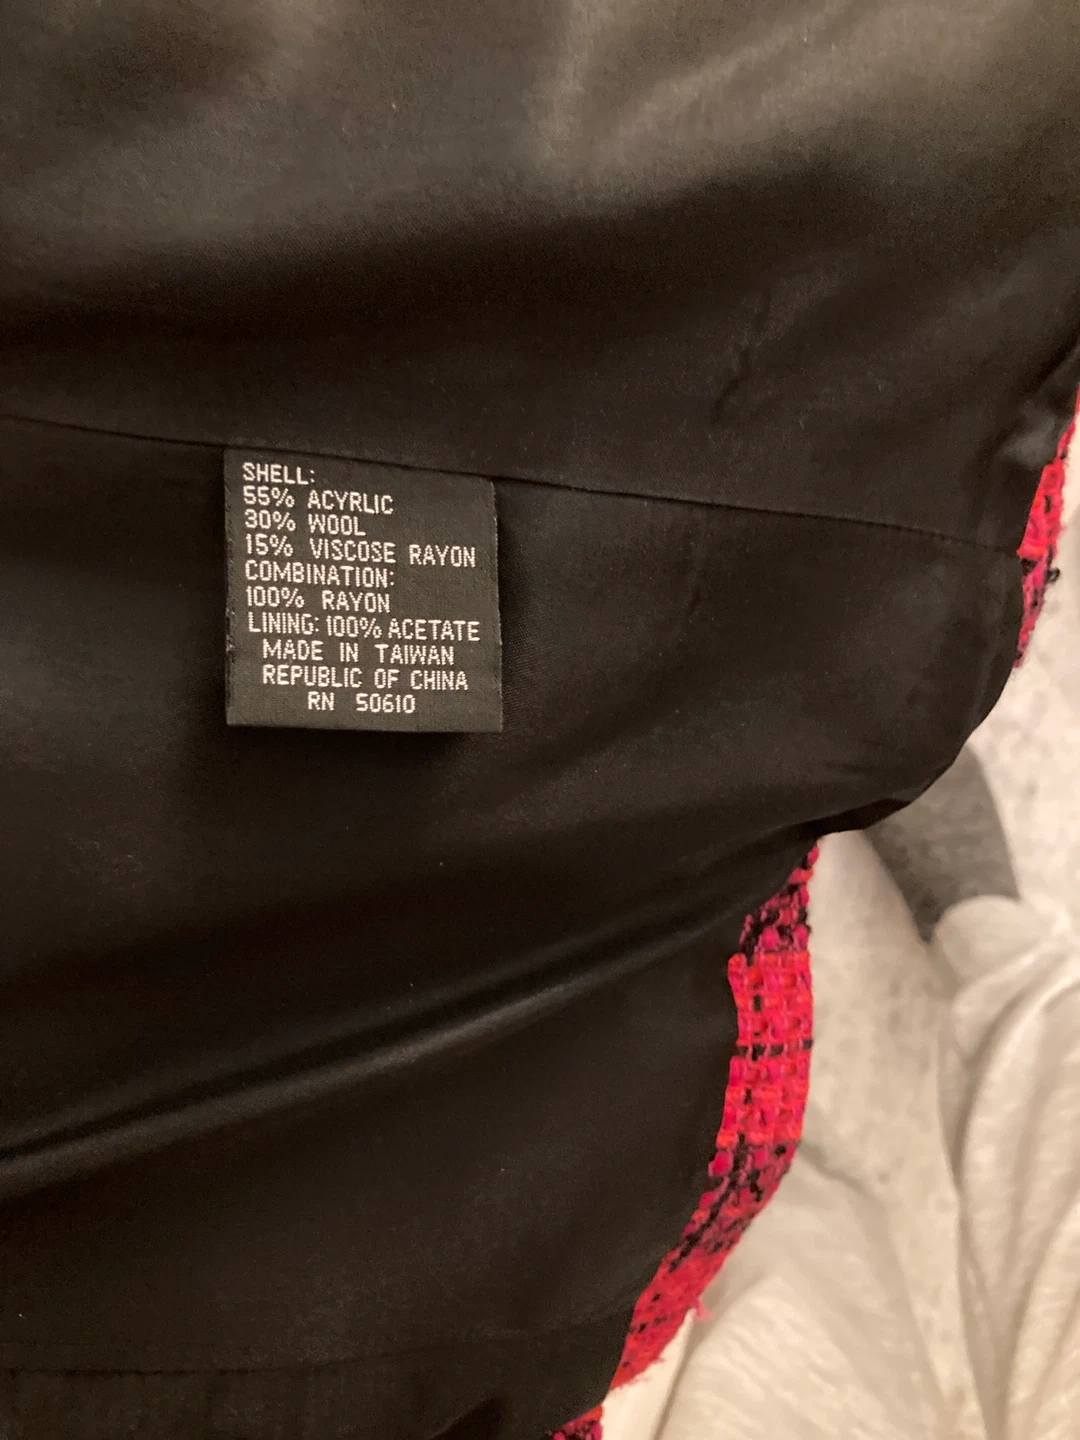 SHELL:
55% ACYRLIC
30% WOOL
15% VISCOSE RAYON
COMBINATION:
100% RAYON
LINING: 100% ACETATE
MADE IN TAIWAN
REPUBLIC OF CHINA
RN 50610